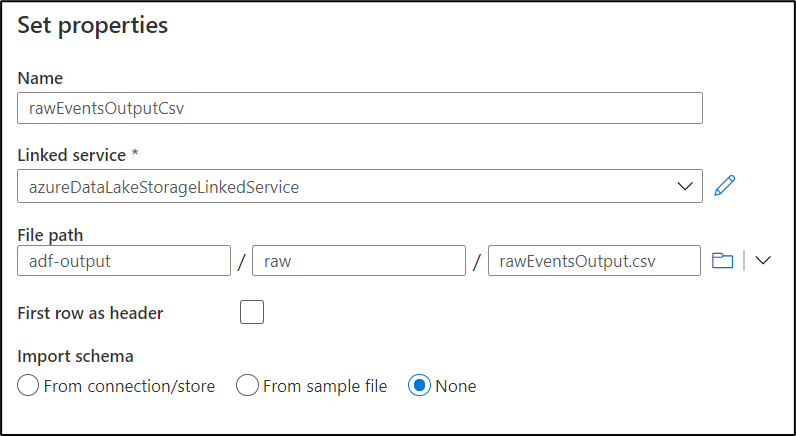 Set properties
Name
rawEventsOutputCsv
Linked service *
azureDataLakeStorageLinkedService
File path
adf-output / raw / rawEventsOutput.csv
First row as header
Import schema
From connection/store From sample file None